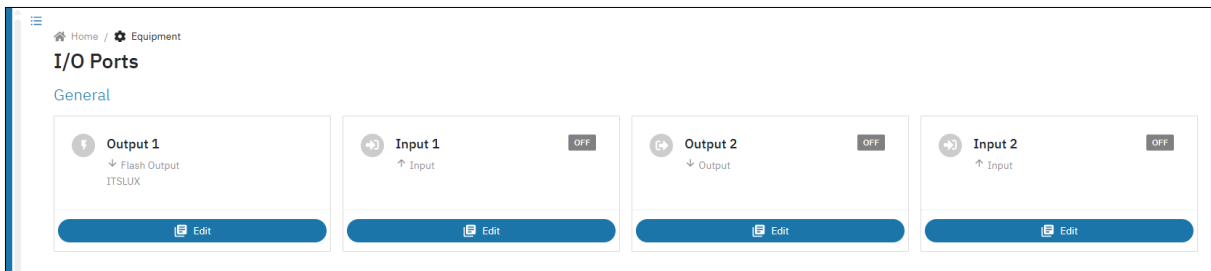 Home / Equipment
I/O Ports
General
Output 1
Flash Output
ITSLUX
Edit
Input 1
OFF
Input
Edit
Output 2
OFF
Output
Edit
Input 2
OFF
Input
Edit